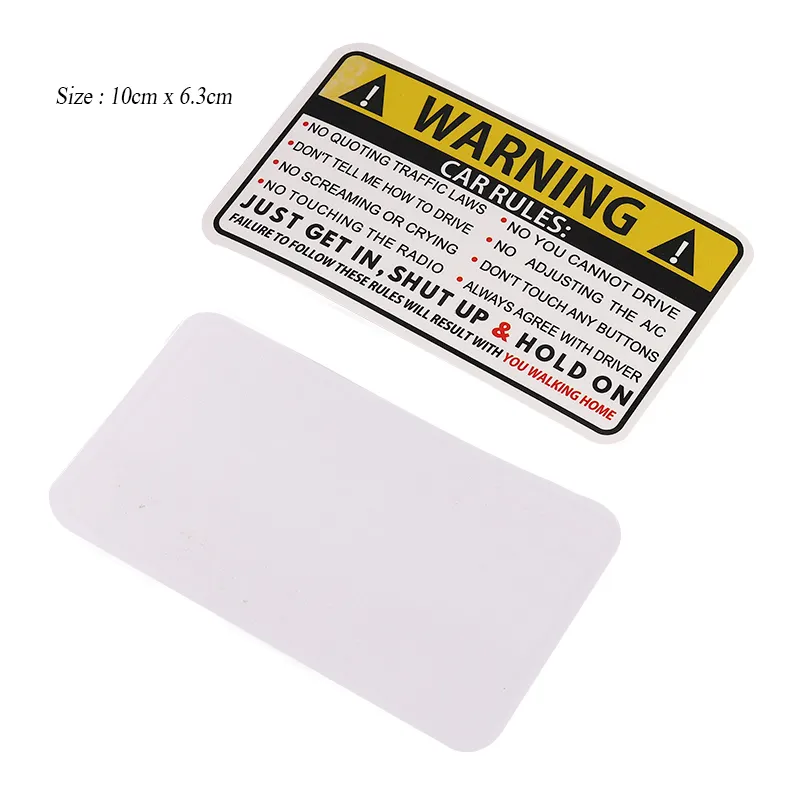 Size : 10cm x 6.3cm
! WARNING !
CAR RULES:
•NO QUOTING TRAFFIC LAWS
•DON'T TELL ME HOW TO DRIVE
•NO SCREAMING OR CRYING
•NO TOUCHING THE RADIO
•NO YOU CANNOT DRIVE
•NO ADJUSTING THE A/C
•DON'T TOUCH ANY BUTTONS
•ALWAYS AGREE WITH DRIVER
JUST GET IN, SHUT UP & HOLD ON
FAILURE TO FOLLOW THESE RULES WILL RESULT WITH YOU WALKING HOME